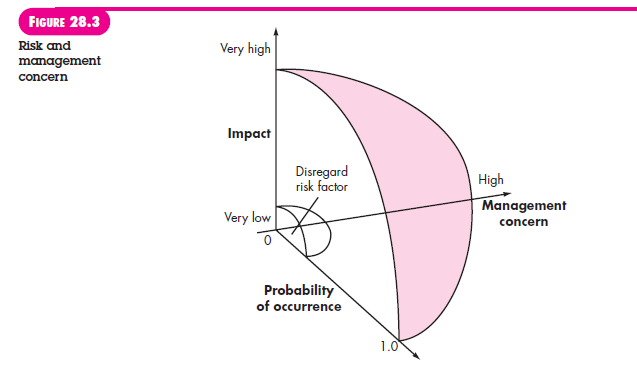 FIGURE 28.3
Risk and
management
concern
Very high
Impact
Disregard
risk factor
High
Management
concern
Very low
0
Probability
of occurrence
1.0